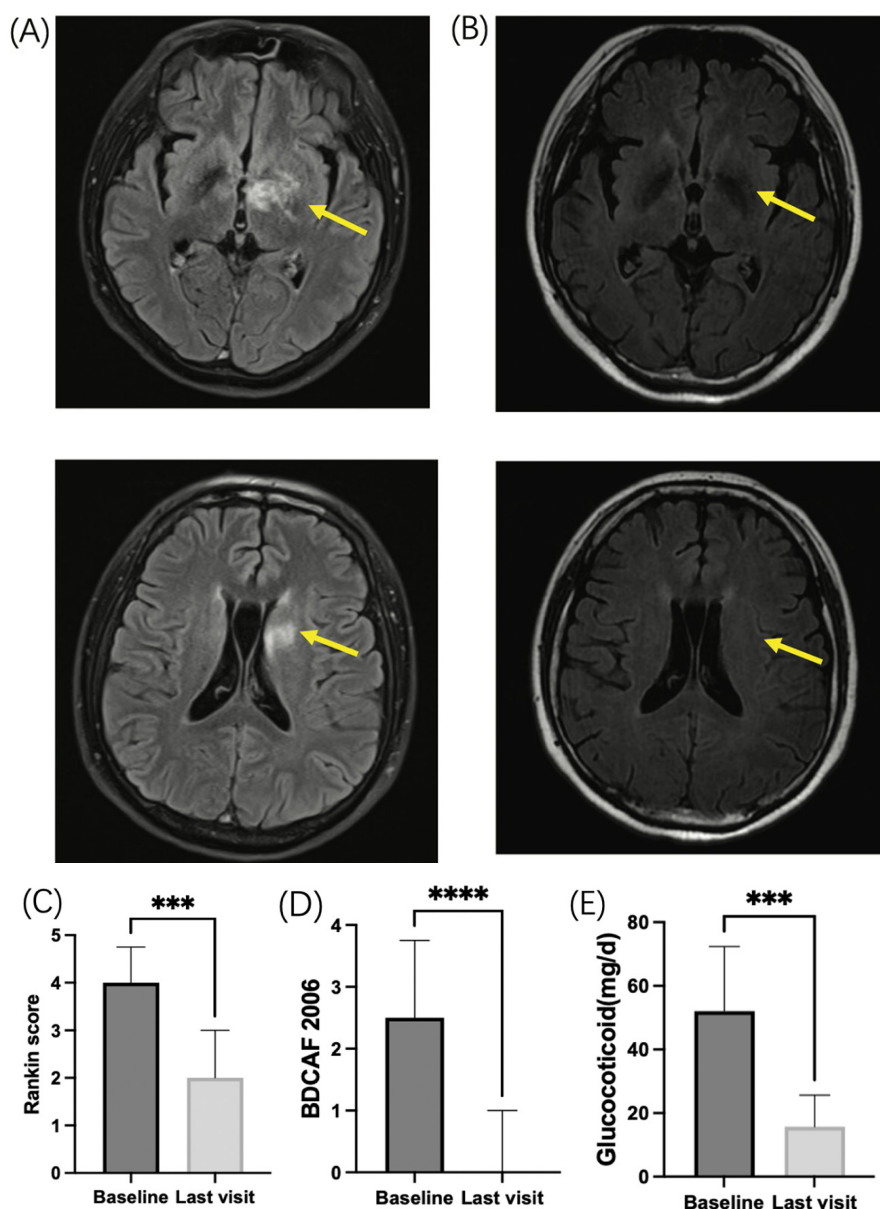 (A)
(B)
(C)
***
Rankin score
5
4
3
2
1
0
Baseline Last visit
(D)
****
BDCAF 2006
4
3
2
1
0
Baseline Last visit
(E)
***
Glucocoticoid(mg/d)
80
60
40
20
0
Baseline Last visit